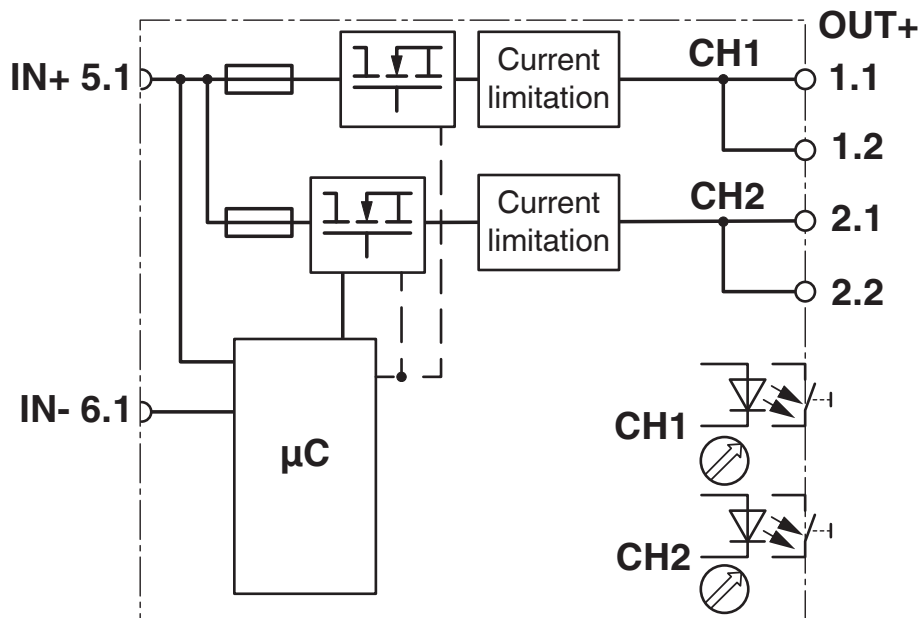 OUT+
IN+ 5.1
Current
limitation
CH1
1.1
1.2
Current
limitation
CH2
2.1
2.2
IN- 6.1
µC
CH1
CH2